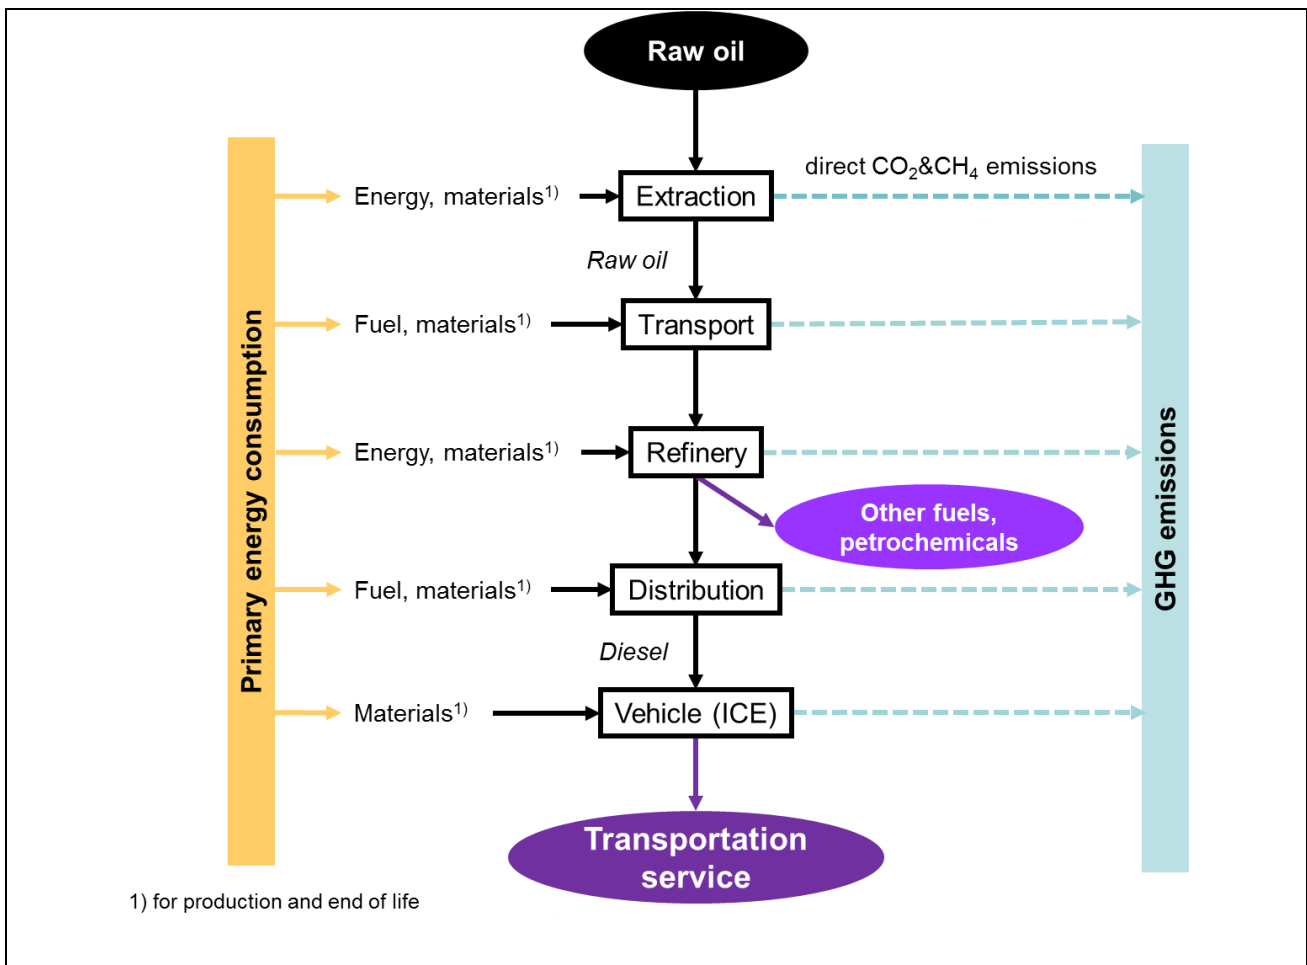 Raw oil
direct CO₂&CH₄ emissions
Energy, materials¹⁾
Extraction
Raw oil
Fuel, materials¹⁾
Transport
Energy, materials¹⁾
Refinery
Other fuels,
petrochemicals
Fuel, materials¹⁾
Distribution
Diesel
Materials¹⁾
Vehicle (ICE)
Transportation
service
Primary energy consumption
GHG emissions
1) for production and end of life